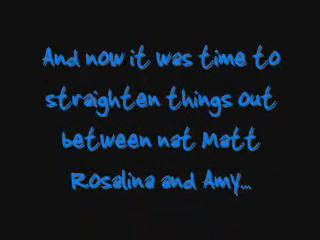 And now it was time to
straighten things out
between nat Matt
Rosalina and Amy...